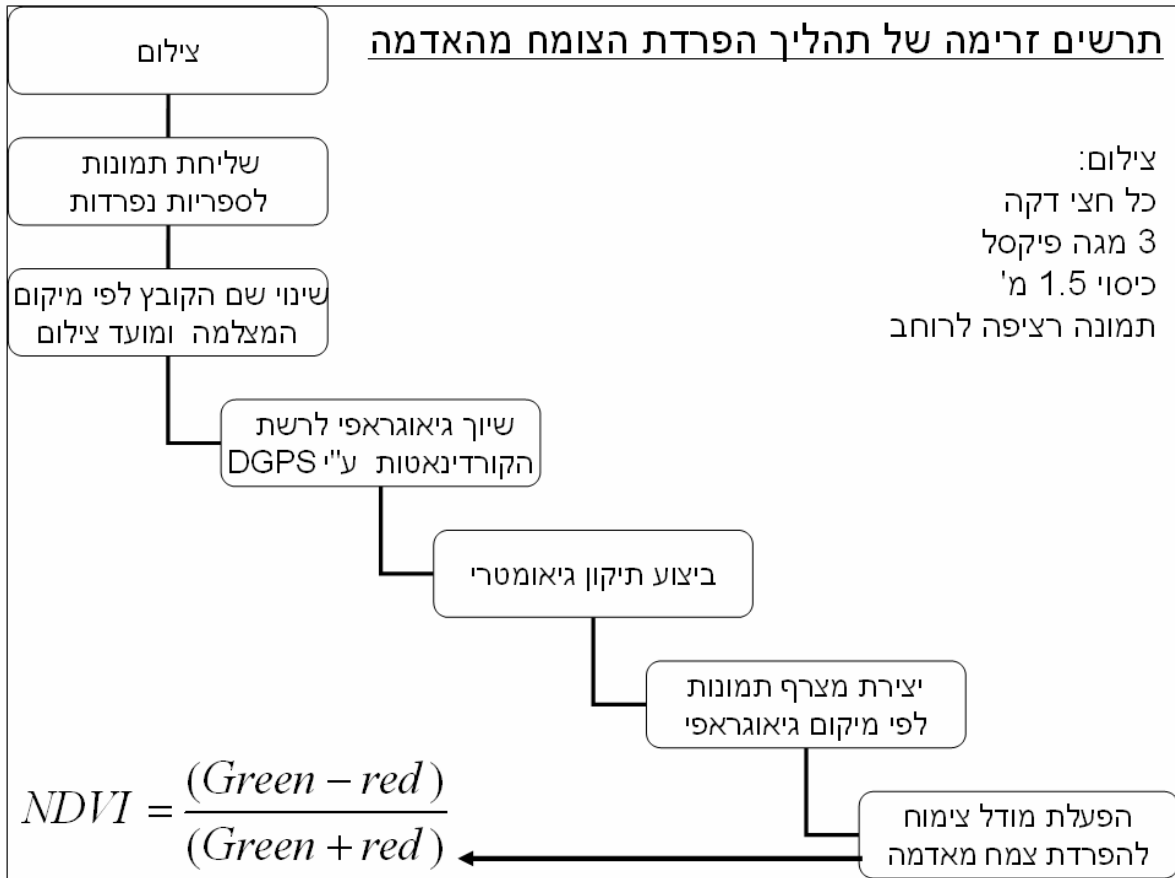 תרשים זרימה של תהליך הפרדת הצומח מהאדמה
צילום:
כל חצי דקה
3 מגה פיקסל
כיסוי 1.5 מ'
תמונה רציפה לרוחב
צילום
שליחת תמונות
לספריות נפרדות
שינוי שם הקובץ לפי מיקום
המצלמה ומועד צילום
שיוך גיאוגראפי לרשת
הקורדינאטות ע"י DGPS
ביצוע תיקון גיאומטרי
יצירת מצרף תמונות
לפי מיקום גיאוגראפי
הפעלת מודל צימוח
להפרדת צמח מאדמה
NDVI = (Green − red) / (Green + red)